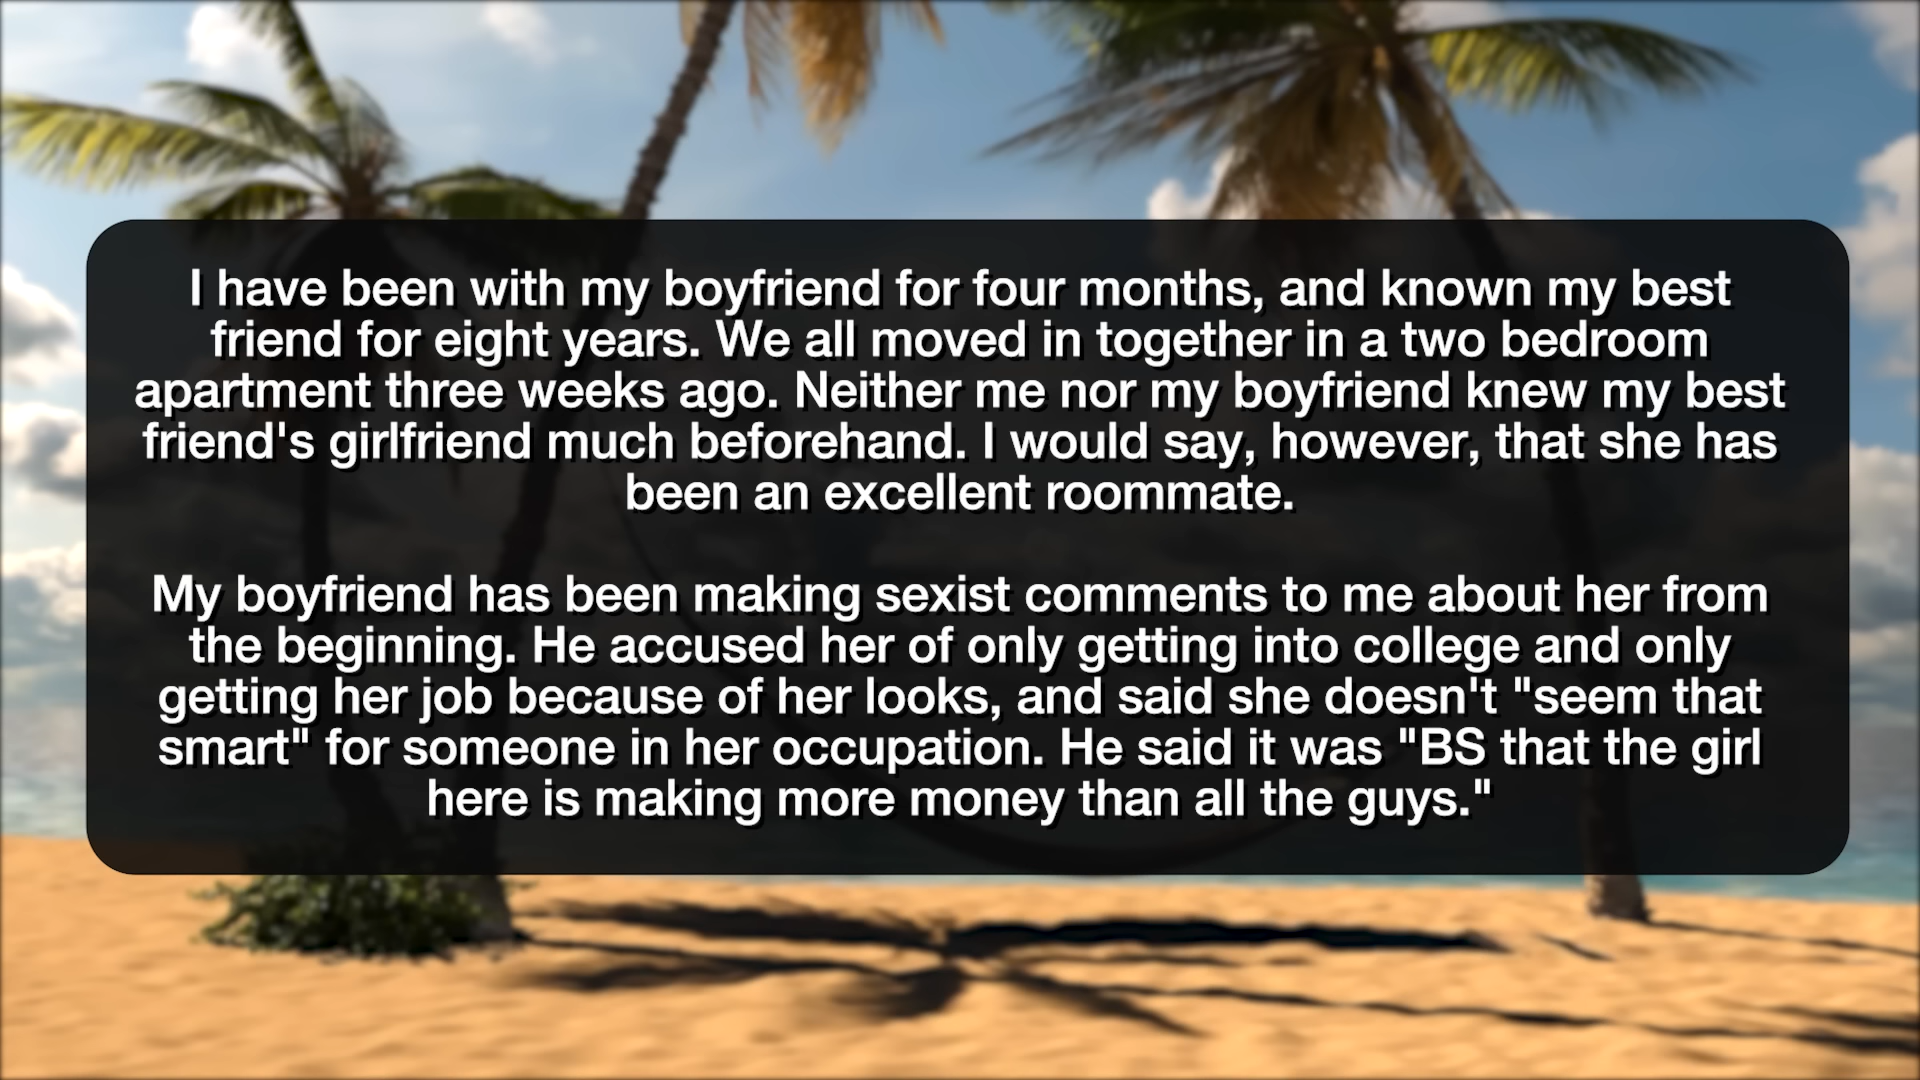 I have been with my boyfriend for four months, and known my best
friend for eight years. We all moved in together in a two bedroom
apartment three weeks ago. Neither me nor my boyfriend knew my best
friend's girlfriend much beforehand. I would say, however, that she has
been an excellent roommate.
My boyfriend has been making sexist comments to me about her from
the beginning. He accused her of only getting into college and only
getting her job because of her looks, and said she doesn't "seem that
smart" for someone in her occupation. He said it was "BS that the girl
here is making more money than all the guys."